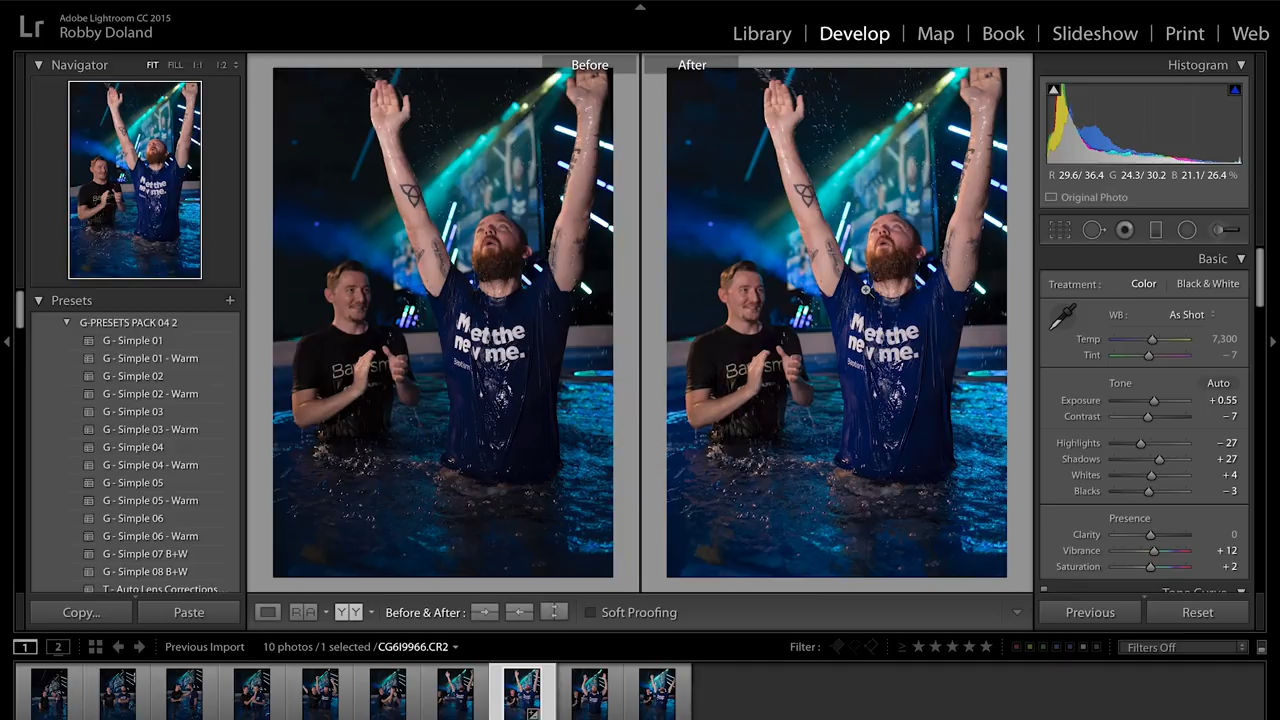 Lr
Adobe Lightroom CC 2015
Robby Doland
Library | Develop | Map | Book | Slideshow | Print | Web
Navigator FIT FILL 1:1 1:2
Presets +
G-PRESETS PACK 04 2
G - Simple 01
G - Simple 01 - Warm
G - Simple 02
G - Simple 02 - Warm
G - Simple 03
G - Simple 03 - Warm
G - Simple 04
G - Simple 04 - Warm
G - Simple 05
G - Simple 05 - Warm
G - Simple 06
G - Simple 06 - Warm
G - Simple 07 B+W
G - Simple 08 B+W
T - Auto Lens Corrections...
Copy... Paste
Before
After
Met the
new me.
Baptism
Met the
new me.
Baptism
Before & After :
Soft Proofing
Histogram
R 29.6/ 36.4 G 24.3/ 30.2 B 21.1/ 26.4 %
Original Photo
Basic
Treatment : Color Black & White
WB : As Shot
Temp 7,300
Tint – 7
Tone Auto
Exposure + 0.55
Contrast – 7
Highlights – 27
Shadows + 27
Whites + 4
Blacks – 3
Presence
Clarity 0
Vibrance + 12
Saturation + 2
Tone Curve
Previous Reset
1 2 Previous Import 10 photos / 1 selected / CG6I9966.CR2
Filter : ≥ ★★★★★ Filters Off